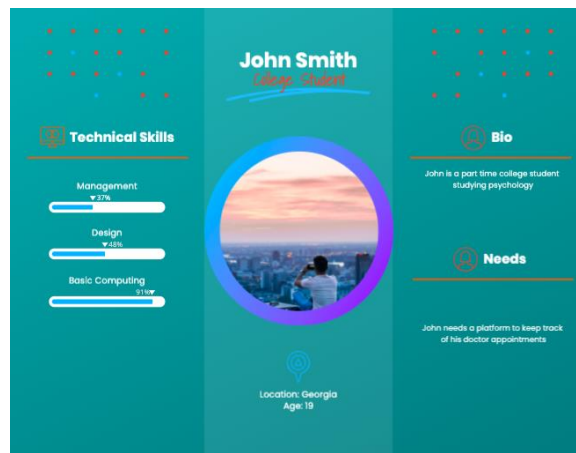 John Smith
College Student
Technical Skills
Management
▼37%
Design
▼48%
Basic Computing
91%▼
Location: Georgia
Age: 19
Bio
John is a part time college student
studying psychology
Needs
John needs a platform to keep track
of his doctor appointments